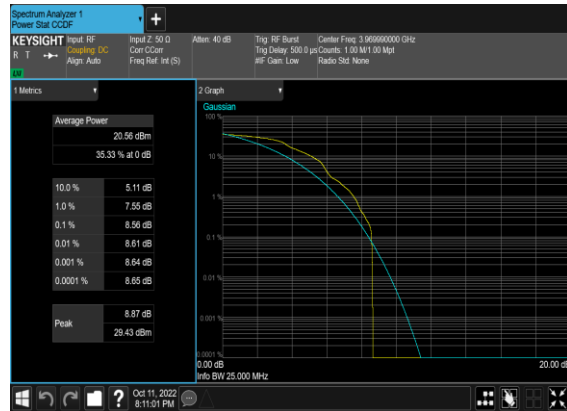 Spectrum Analyzer 1
Power Stat CCDF
KEYSIGHT
R T
Input: RF
Coupling: DC
Align: Auto
Input Z: 50 Ω
Corr CCorr
Freq Ref: Int (S)
Atten: 40 dB
Trig: RF Burst
Trig Delay: 500.0 µs
#IF Gain: Low
Center Freq: 3.969990000 GHz
Counts: 1.00 M/1.00 Mpt
Radio Std: None
1 Metrics
Average Power
20.56 dBm
35.33 % at 0 dB
10.0 % 5.11 dB
1.0 % 7.55 dB
0.1 % 8.56 dB
0.01 % 8.61 dB
0.001 % 8.64 dB
0.0001 % 8.65 dB
Peak
8.87 dB
29.43 dBm
2 Graph
Gaussian
100 %
10 %
1 %
0.1 %
0.01 %
0.001 %
0.0001 %
0.00 dB
20.00 dB
Info BW 25.000 MHz
?
Oct 11, 2022
8:11:01 PM